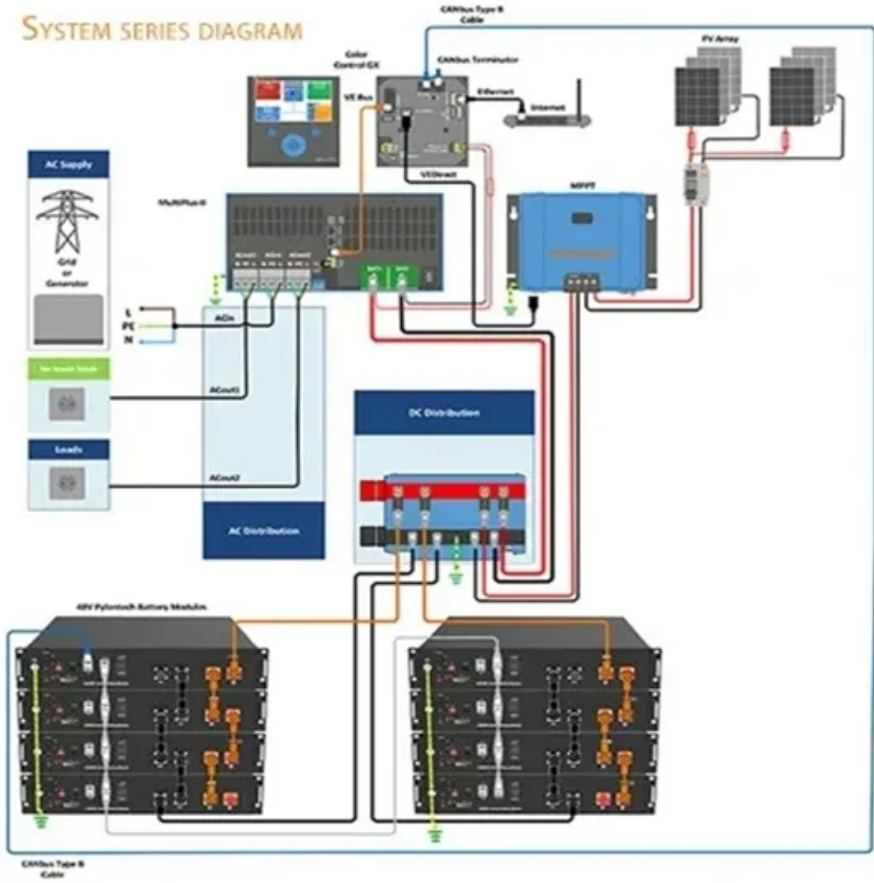 SYSTEM SERIES DIAGRAM
CANbus Type B
Cable
Color
Control GX
CANbus Terminator
PV Array
VE Bus
Ethernet
Internet
AC Supply
VEDirect
MPPT
MultiPlus-II
Grid
or
Generator
L
PE
N
ACin
ACout1
DC Distribution
Loads
ACout2
AC Distribution
48V Pylontech Battery Modules
CANbus Type B
Cable